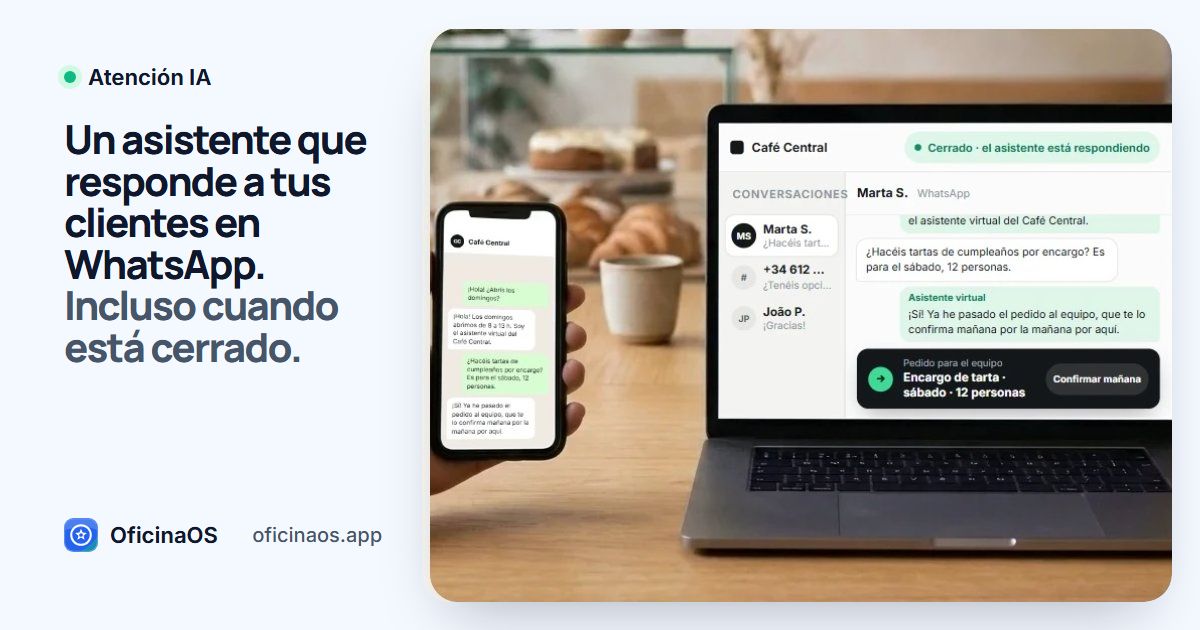 Atención IA
Un asistente que
responde a tus
clientes en
WhatsApp.
Incluso cuando
está cerrado.
OficinaOS
oficinaos.app
CC
Café Central
¡Hola! ¿Abrís los
domingos?
¡Hola! Los domingos
abrimos de 8 a 13 h. Soy
el asistente virtual del
Café Central.
¿Hacéis tartas de
cumpleaños por encargo?
Es para el sábado, 12
personas.
¡Sí! Ya he pasado el
pedido al equipo, que te
lo confirma mañana por la
mañana por aquí.
Café Central
Cerrado · el asistente está respondiendo
CONVERSACIONES
MS
Marta S.
¿Hacéis tart...
#
+34 612 ...
¿Tenéis opci...
JP
João P.
¡Gracias!
Marta S. WhatsApp
el asistente virtual del Café Central.
¿Hacéis tartas de cumpleaños por encargo? Es
para el sábado, 12 personas.
Asistente virtual
¡Sí! Ya he pasado el pedido al equipo, que te lo
confirma mañana por la mañana por aquí.
Pedido para el equipo
Encargo de tarta ·
sábado · 12 personas
Confirmar mañana